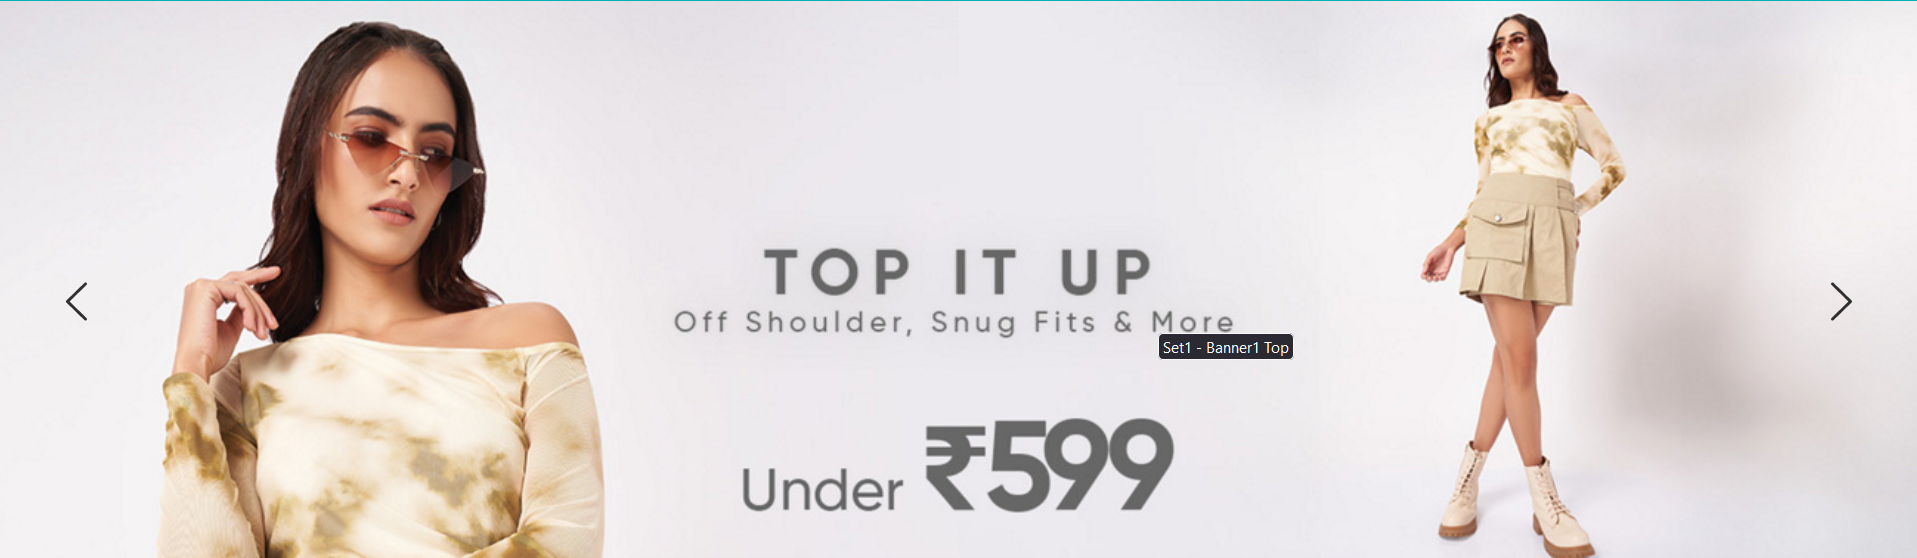 TOP IT UP
Off Shoulder, Snug Fits & More
Set1 - Banner1 Top
Under ₹599